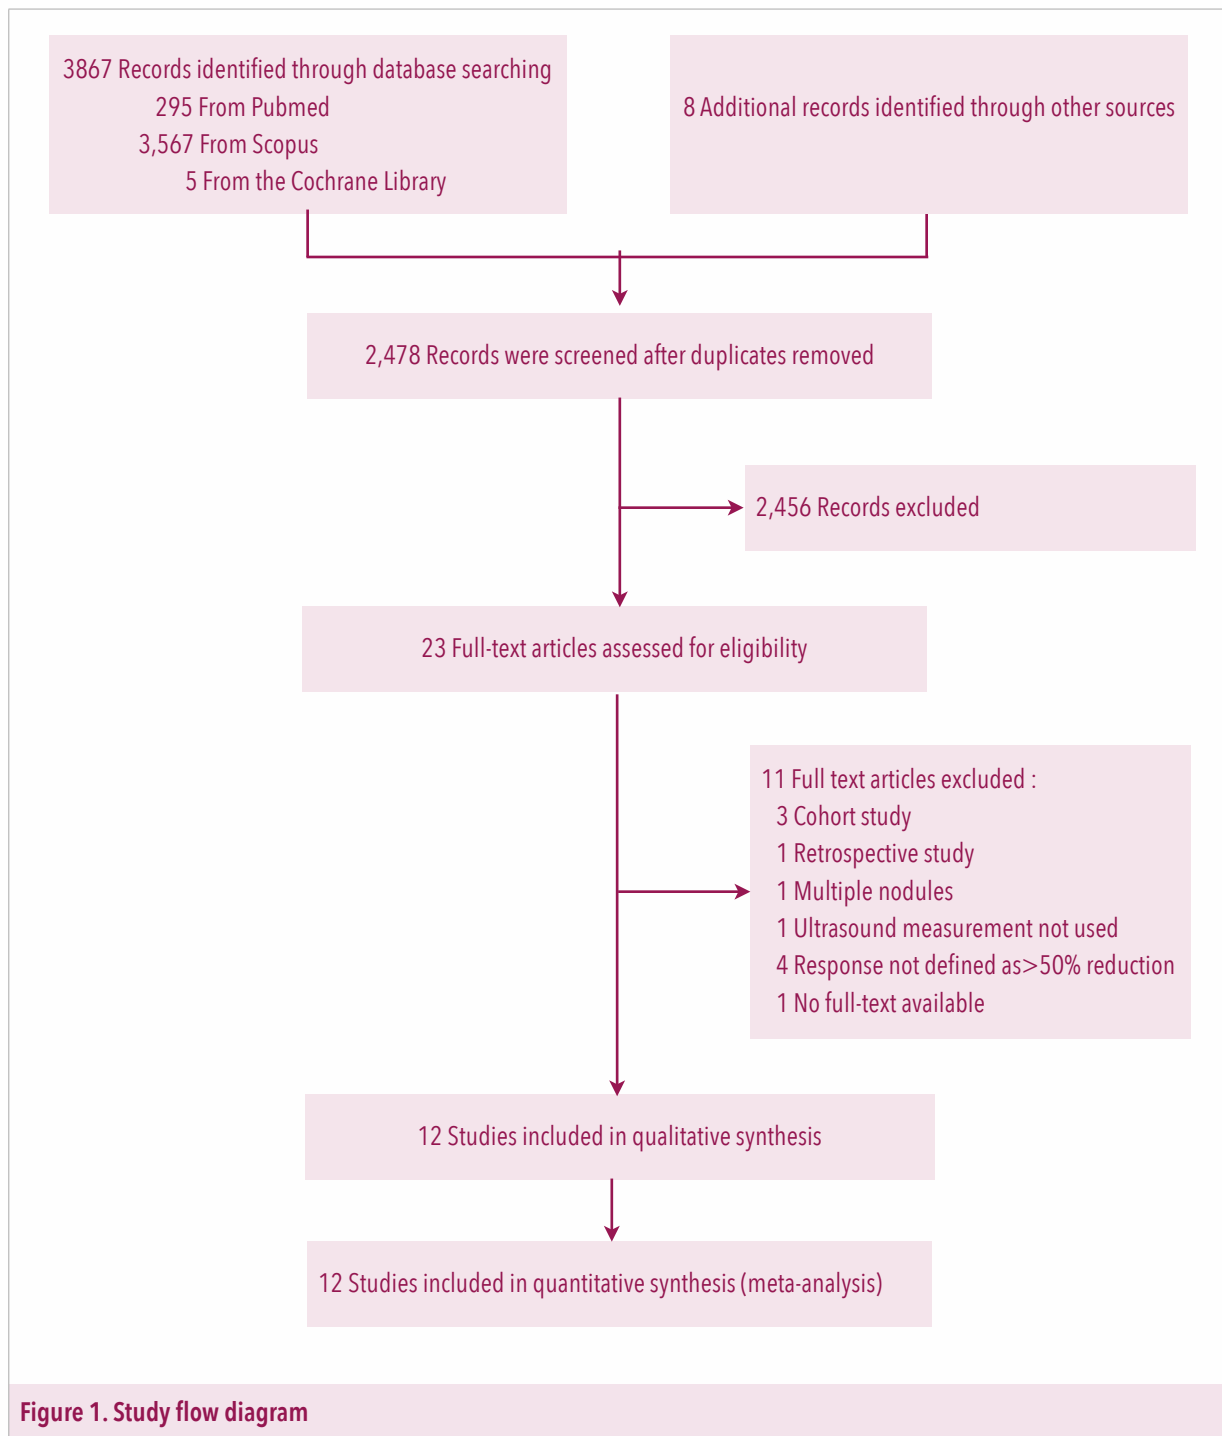 3867 Records identified through database searching
295 From Pubmed
3,567 From Scopus
5 From the Cochrane Library
8 Additional records identified through other sources
2,478 Records were screened after duplicates removed
2,456 Records excluded
23 Full-text articles assessed for eligibility
11 Full text articles excluded :
3 Cohort study
1 Retrospective study
1 Multiple nodules
1 Ultrasound measurement not used
4 Response not defined as>50% reduction
1 No full-text available
12 Studies included in qualitative synthesis
12 Studies included in quantitative synthesis (meta-analysis)
Figure 1. Study flow diagram